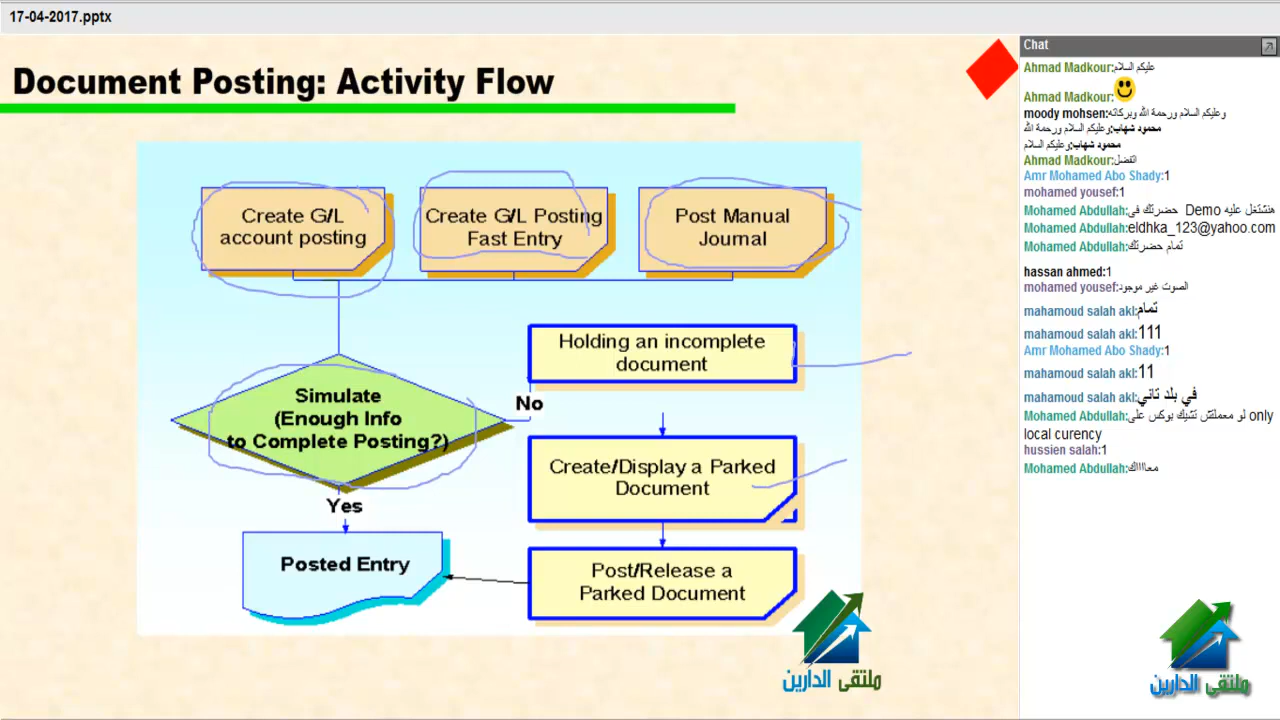 17-04-2017.pptx
Document Posting: Activity Flow
Create G/L
account posting
Create G/L Posting
Fast Entry
Post Manual
Journal
Holding an incomplete
document
Simulate
(Enough Info
to Complete Posting?)
No
Create/Display a Parked
Document
Yes
Posted Entry
Post/Release a
Parked Document
ملتقى الدارين
Chat
Ahmad Madkour:عليكم السلام
Ahmad Madkour:
moody mohsen:وعليكم السلام ورحمة الله وبركاته
محمود شهاب:وعليكم السلام ورحمة الله
محمود شهاب:وعليكم السلام
Ahmad Madkour:اتفضل
Amr Mohamed Abo Shady:1
mohamed yousef:1
Mohamed Abdullah:حضرتك فى Demo هنشتغل عليه
Mohamed Abdullah:eldhka_123@yahoo.com
Mohamed Abdullah:تمام حضرتك
hassan ahmed:1
mohamed yousef:الصوت غير موجود
mahamoud salah akl:تمام
mahamoud salah akl:111
Amr Mohamed Abo Shady:1
mahamoud salah akl:11
mahamoud salah akl:في بلد تاني
Mohamed Abdullah:لو معملتش تشيك بوكس على only
local curency
hussien salah:1
Mohamed Abdullah:معااااك
ملتقى الدارين